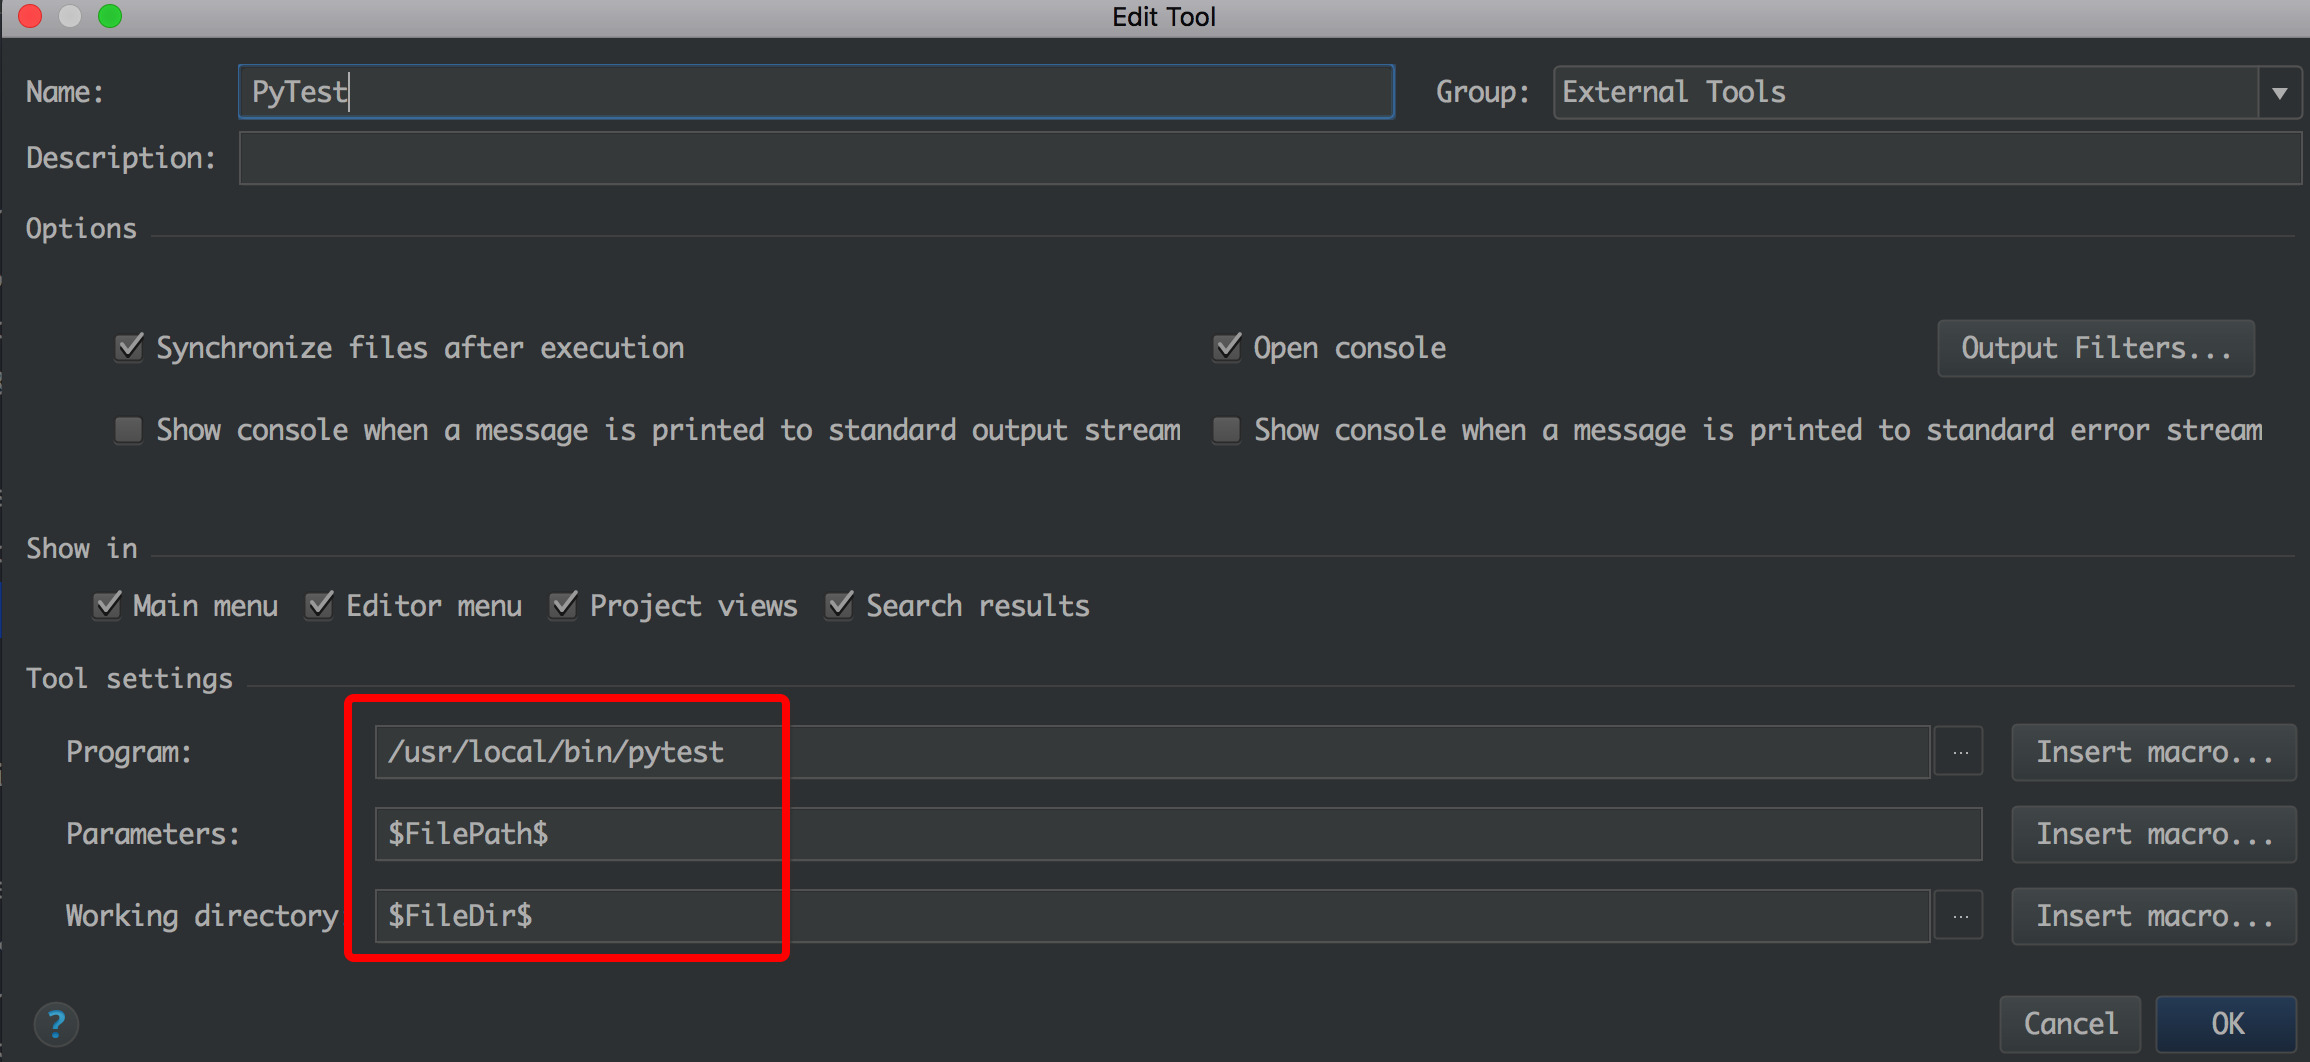 Edit Tool
Name: PyTest Group: External Tools
Description:
Options
Synchronize files after execution Open console Output Filters...
Show console when a message is printed to standard output stream Show console when a message is printed to standard error stream
Show in
Main menu Editor menu Project views Search results
Tool settings
Program: /usr/local/bin/pytest ... Insert macro...
Parameters: $FilePath$ Insert macro...
Working directory: $FileDir$ ... Insert macro...
? Cancel OK